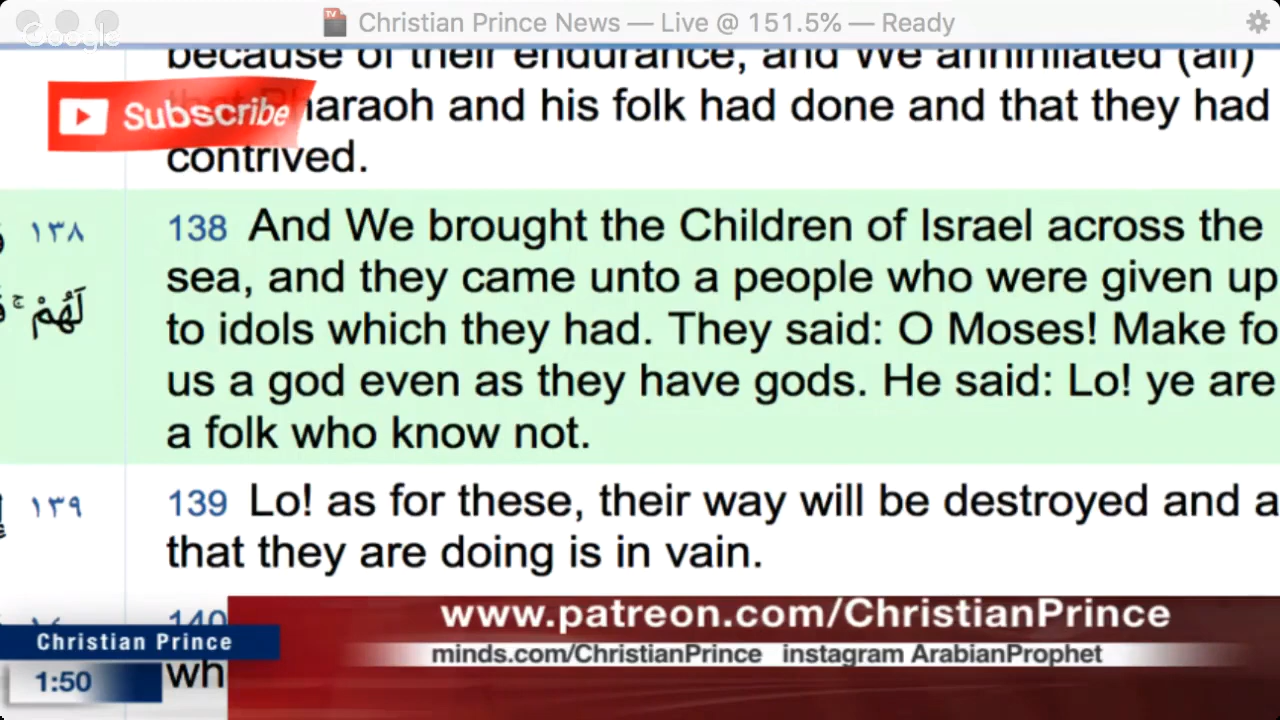 Christian Prince News — Live @ 151.5% — Ready
Google
because of their endurance, and We annihilated (all)
Subscribe
that Pharaoh and his folk had done and that they had
contrived.
١٣٨
138 And We brought the Children of Israel across the
sea, and they came unto a people who were given up
لَهُمْ ۚ
to idols which they had. They said: O Moses! Make fo
us a god even as they have gods. He said: Lo! ye are
a folk who know not.
١٣٩
139 Lo! as for these, their way will be destroyed and a
that they are doing is in vain.
140
www.patreon.com/ChristianPrince
Christian Prince
minds.com/ChristianPrince instagram ArabianProphet
1:50
wh